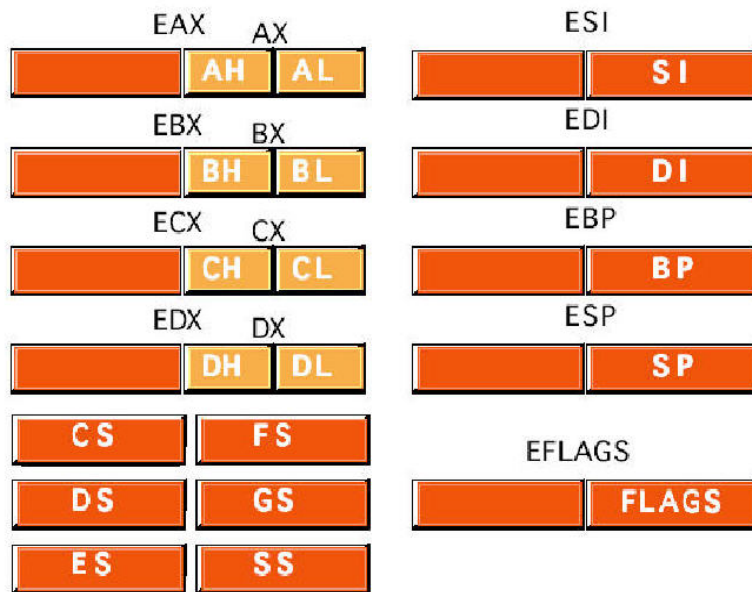 EAX AX ESI
AH AL SI
EBX BX EDI
BH BL DI
ECX CX EBP
CH CL BP
EDX DX ESP
DH DL SP
CS FS
EFLAGS
DS GS FLAGS
ES SS